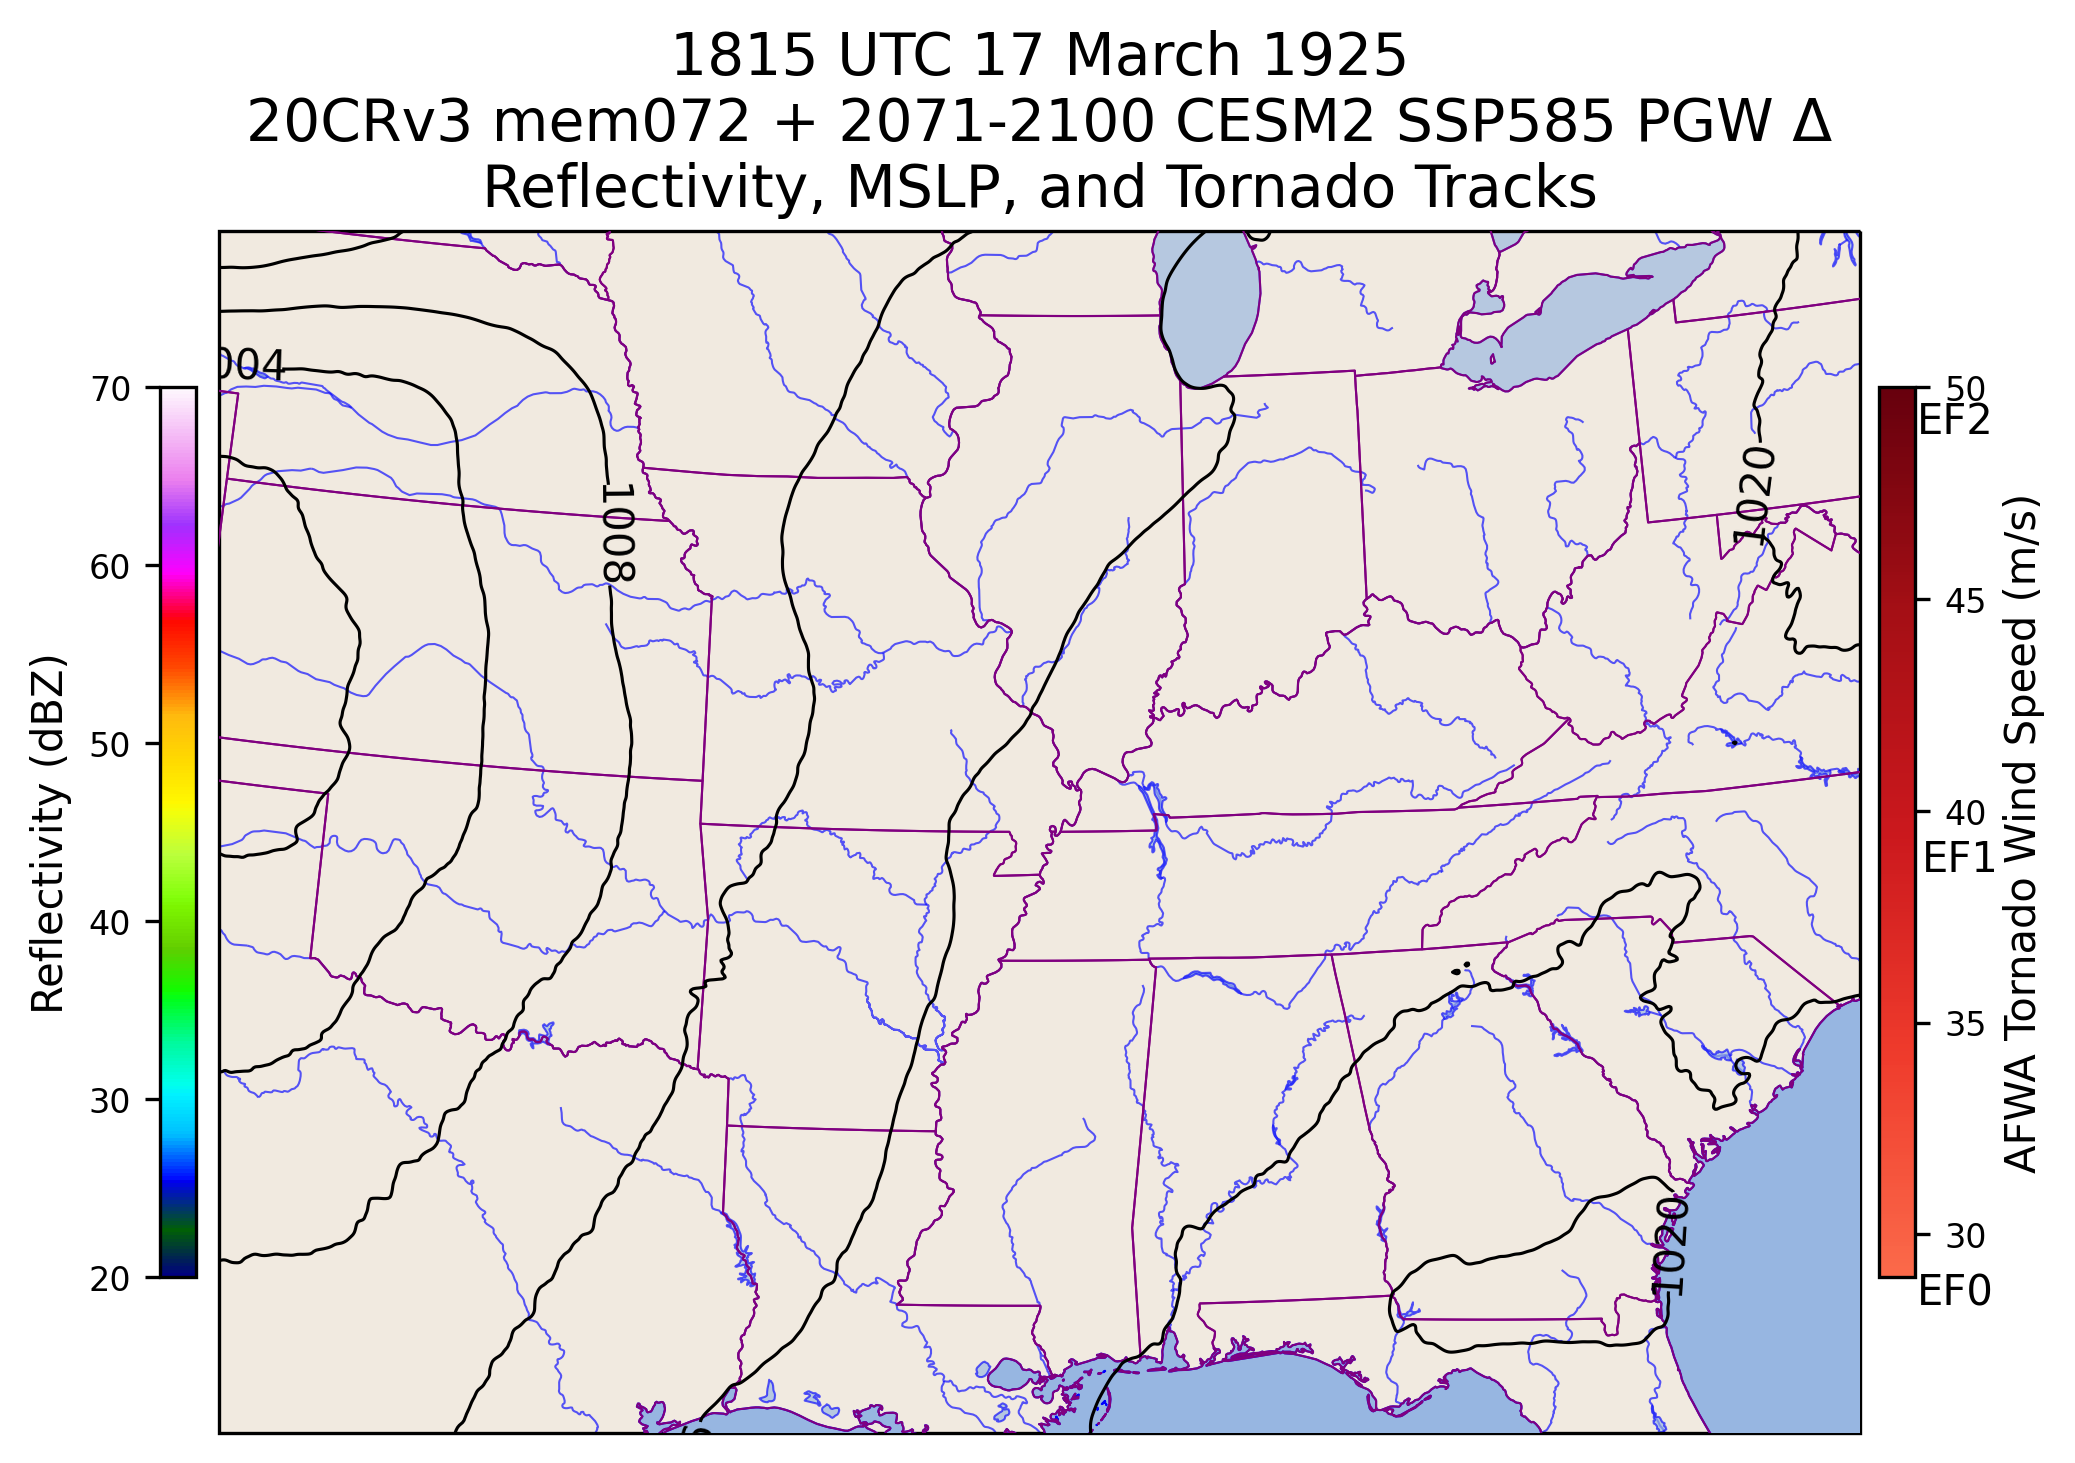 1815 UTC 17 March 1925
20CRv3 mem072 + 2071-2100 CESM2 SSP585 PGW Δ
Reflectivity, MSLP, and Tornado Tracks
004
1008
1020
1020
70
60
50
40
30
20
Reflectivity (dBZ)
50
EF2
45
40
EF1
35
30
EF0
AFWA Tornado Wind Speed (m/s)